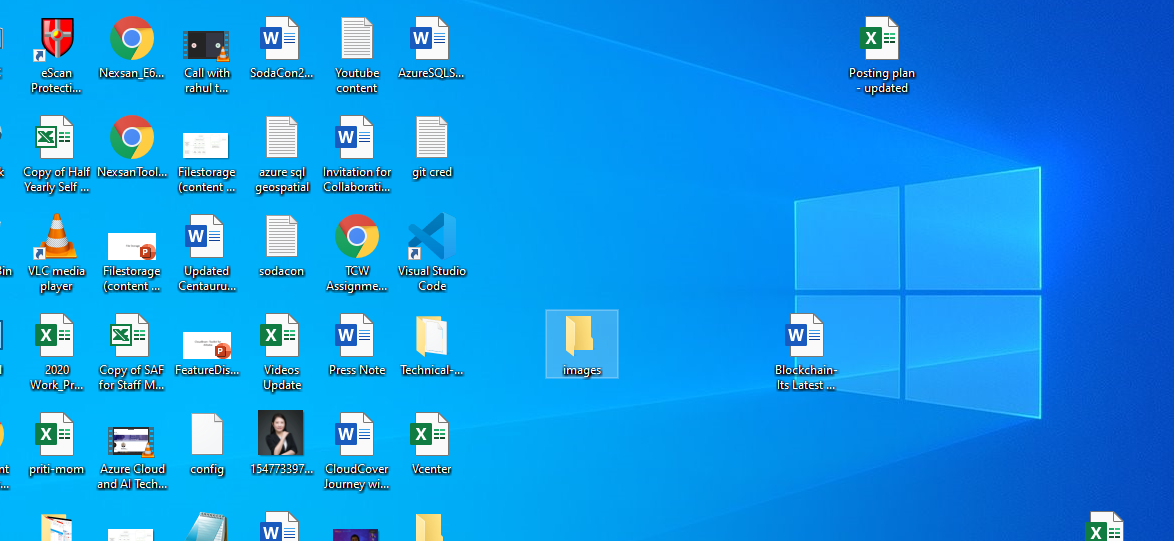 eScan
Protecti...
Nexsan_E6...
Call with
rahul t...
SodaCon2...
Youtube
content
AzureSQLS...
Posting plan
- updated
Copy of Half
Yearly Self ...
NexsanTool...
Filestorage
(content ...
azure sql
geospatial
Invitation for
Collaborati...
git cred
VLC media
player
Filestorage
(content ...
Updated
Centauru...
sodacon
TCW
Assignme...
Visual Studio
Code
2020
Work_Pr...
Copy of SAF
for Staff M...
FeatureDis...
Videos
Update
Press Note
Technical-...
images
Blockchain-
Its Latest ...
priti-mom
Azure Cloud
and AI Tech...
config
154773397...
CloudCover
Journey wi...
Vcenter